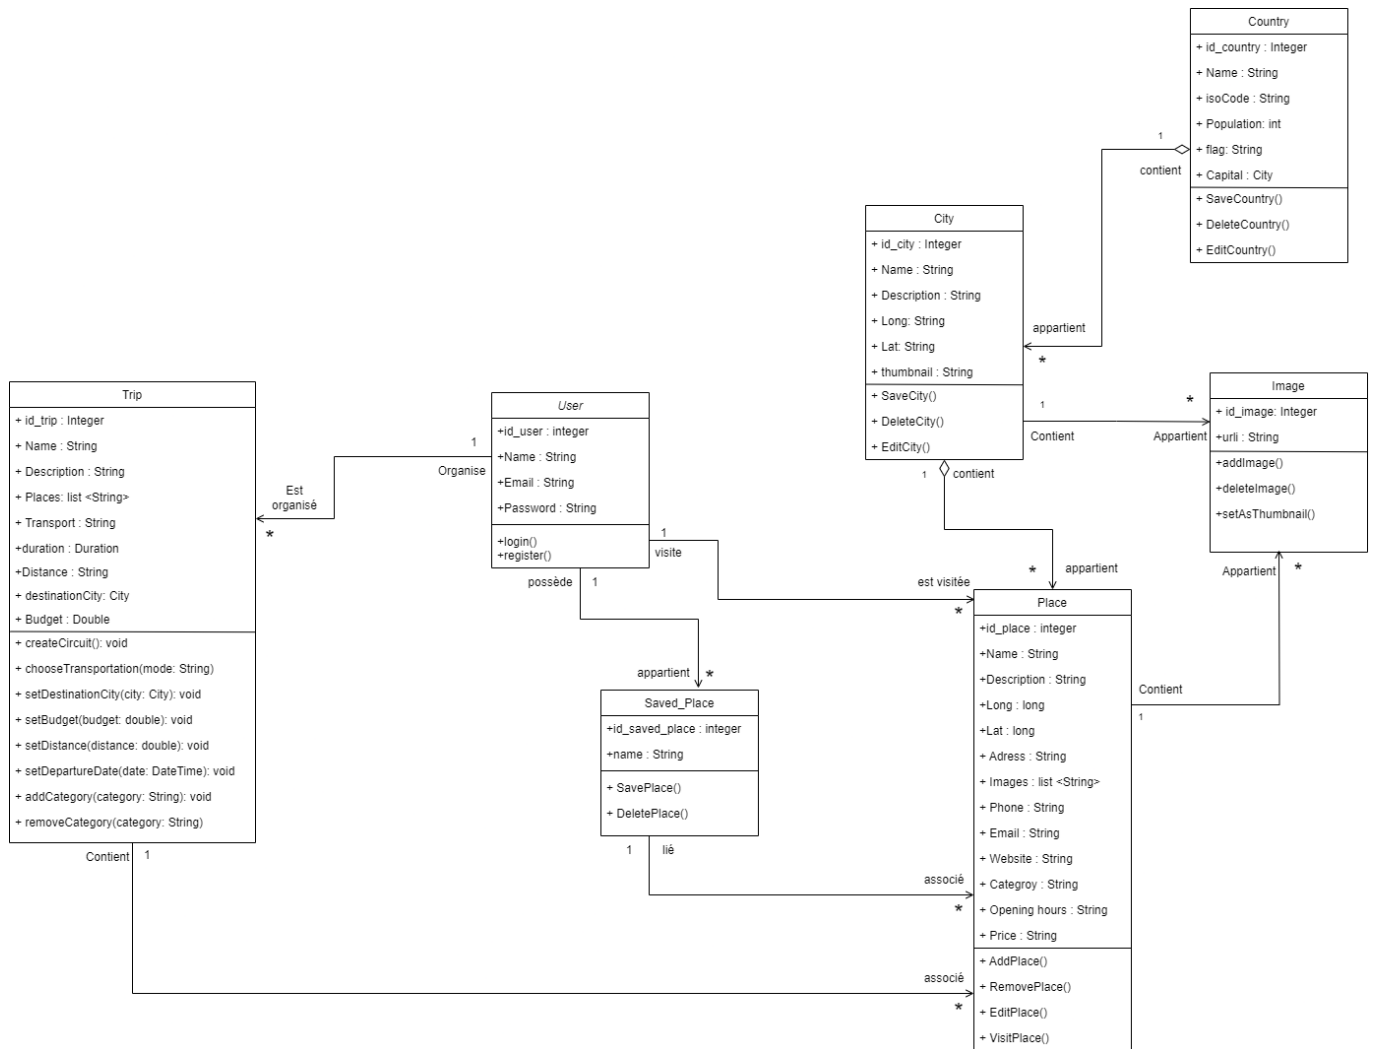 Country
+ id_country : Integer
+ Name : String
+ isoCode : String
+ Population: int
+ flag: String
+ Capital : City
+ SaveCountry()
+ DeleteCountry()
+ EditCountry()
1
contient
appartient
*
City
+ id_city : Integer
+ Name : String
+ Description : String
+ Long: String
+ Lat: String
+ thumbnail : String
+ SaveCity()
+ DeleteCity()
+ EditCity()
1
Contient
*
Appartient
1
contient
*
appartient
Image
+ id_image: Integer
+urli : String
+addImage()
+deleteImage()
+setAsThumbnail()
Appartient
*
Contient
1
Trip
+ id_trip : Integer
+ Name : String
+ Description : String
+ Places: list <String>
+ Transport : String
+duration : Duration
+Distance : String
+ destinationCity: City
+ Budget : Double
+ createCircuit(): void
+ chooseTransportation(mode: String)
+ setDestinationCity(city: City): void
+ setBudget(budget: double): void
+ setDistance(distance: double): void
+ setDepartureDate(date: DateTime): void
+ addCategory(category: String): void
+ removeCategory(category: String)
Contient
1
1
Organise
Est
organisé
*
User
+id_user : integer
+Name : String
+Email : String
+Password : String
+login()
+register()
1
visite
est visitée
*
possède
1
appartient
*
Saved_Place
+id_saved_place : integer
+name : String
+ SavePlace()
+ DeletePlace()
1
lié
associé
*
associé
*
Place
+id_place : integer
+Name : String
+Description : String
+Long : long
+Lat : long
+ Adress : String
+ Images : list <String>
+ Phone : String
+ Email : String
+ Website : String
+ Categroy : String
+ Opening hours : String
+ Price : String
+ AddPlace()
+ RemovePlace()
+ EditPlace()
+ VisitPlace()